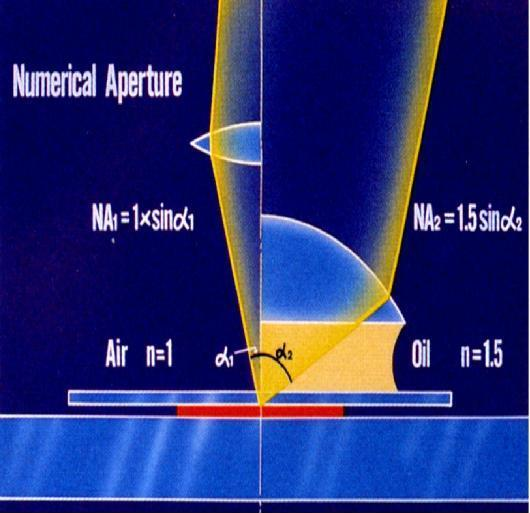 Numerical Aperture
NA₁=1×sinα₁
NA₂=1.5 sinα₂
Air n=1
α₁
α₂
Oil n=1.5